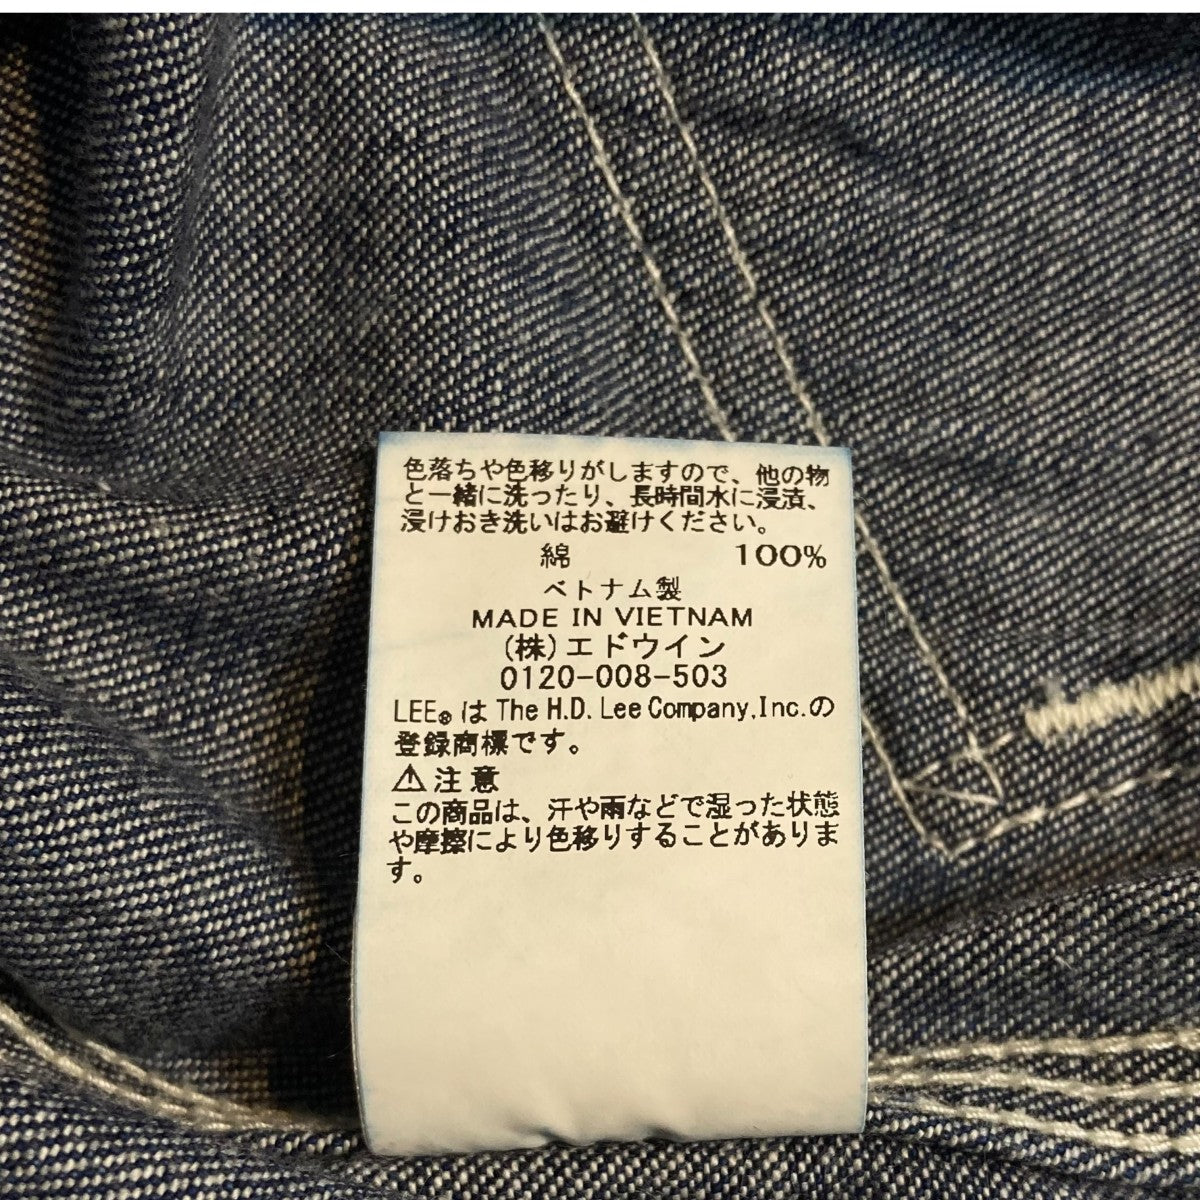 色落ちや色移りがしますので、他の物
と一緒に洗ったり、長時間水に浸漬、
浸けおき洗いはお避けください。
綿 100%
ベトナム製
MADE IN VIETNAM
(株)エドウイン
0120-008-503
LEE®は The H.D. Lee Company,Inc.の
登録商標です。
⚠注意
この商品は、汗や雨などで湿った状態
や摩擦により色移りすることがありま
す。